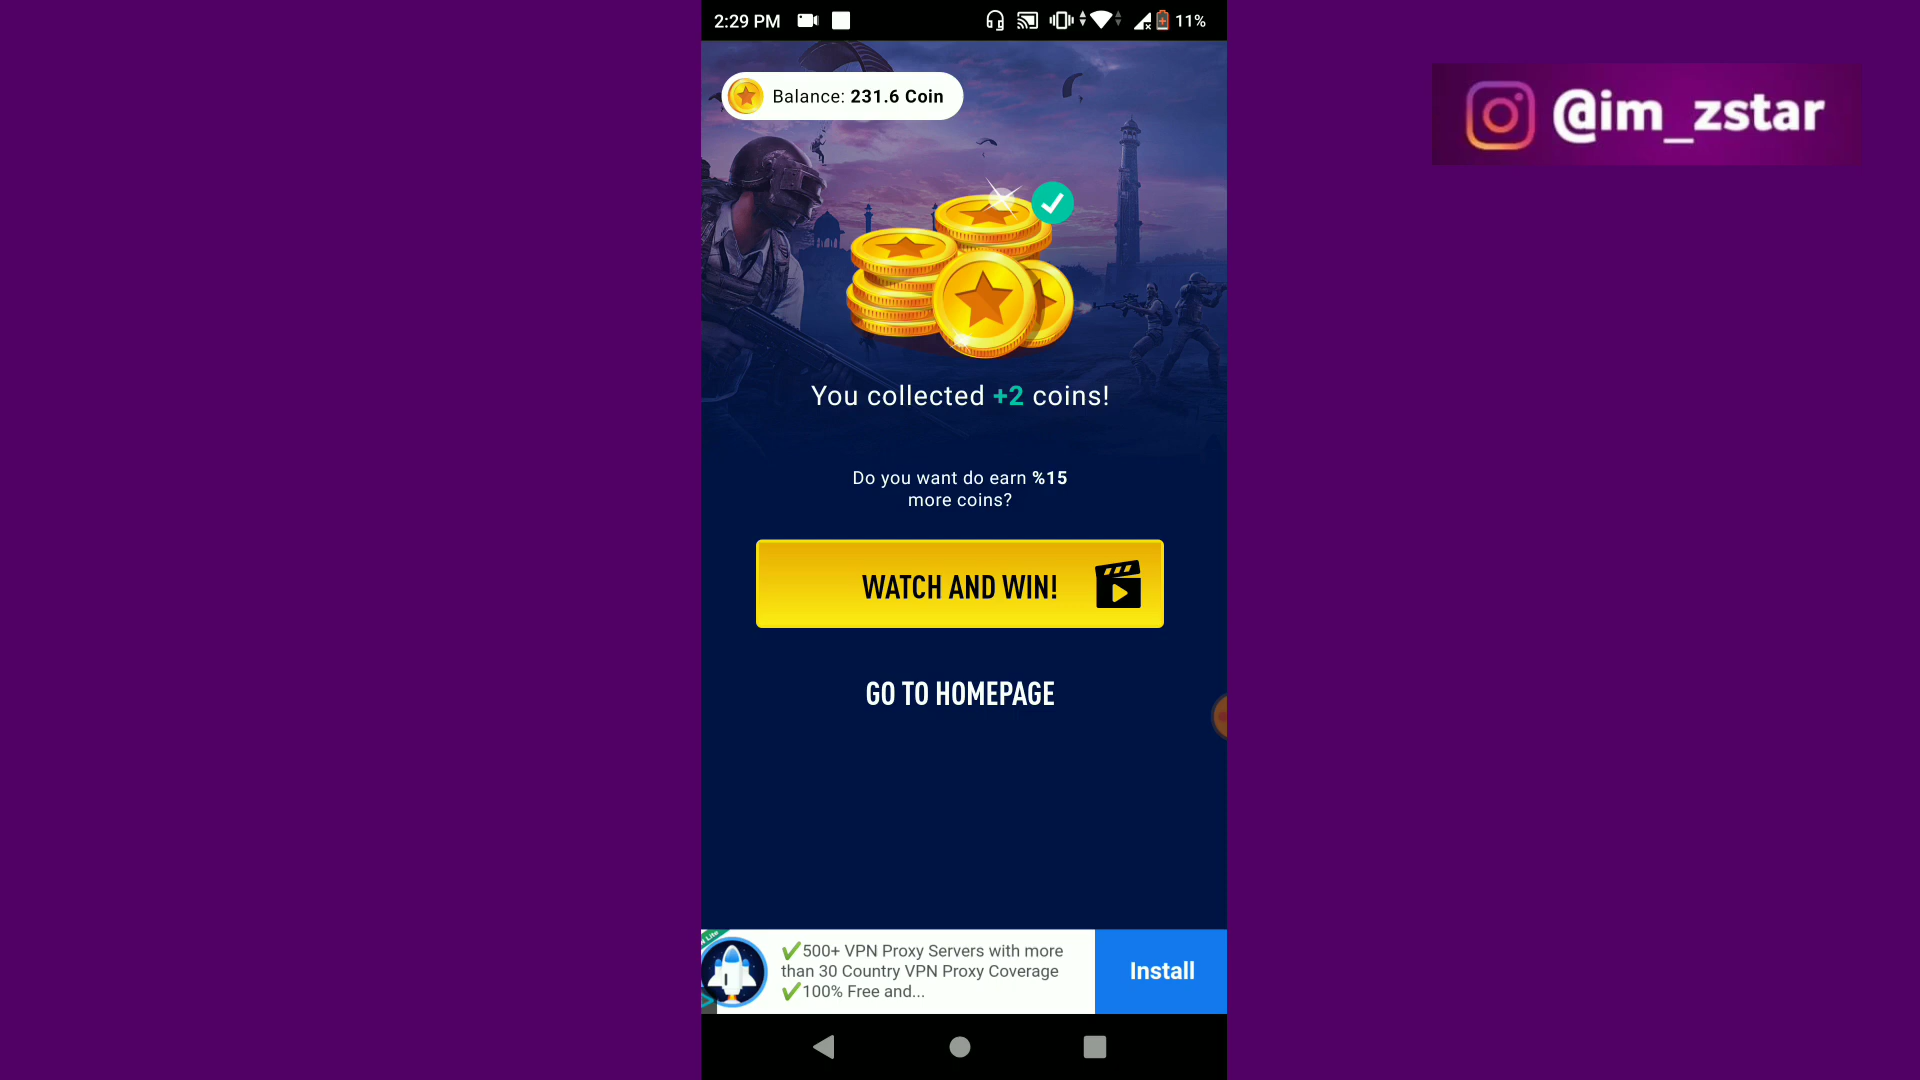 2:29 PM
11%
@im_zstar
Balance: 231.6 Coin
You collected +2 coins!
Do you want do earn %15
more coins?
WATCH AND WIN!
GO TO HOMEPAGE
Lite
✔500+ VPN Proxy Servers with more
than 30 Country VPN Proxy Coverage
✔100% Free and...
Install